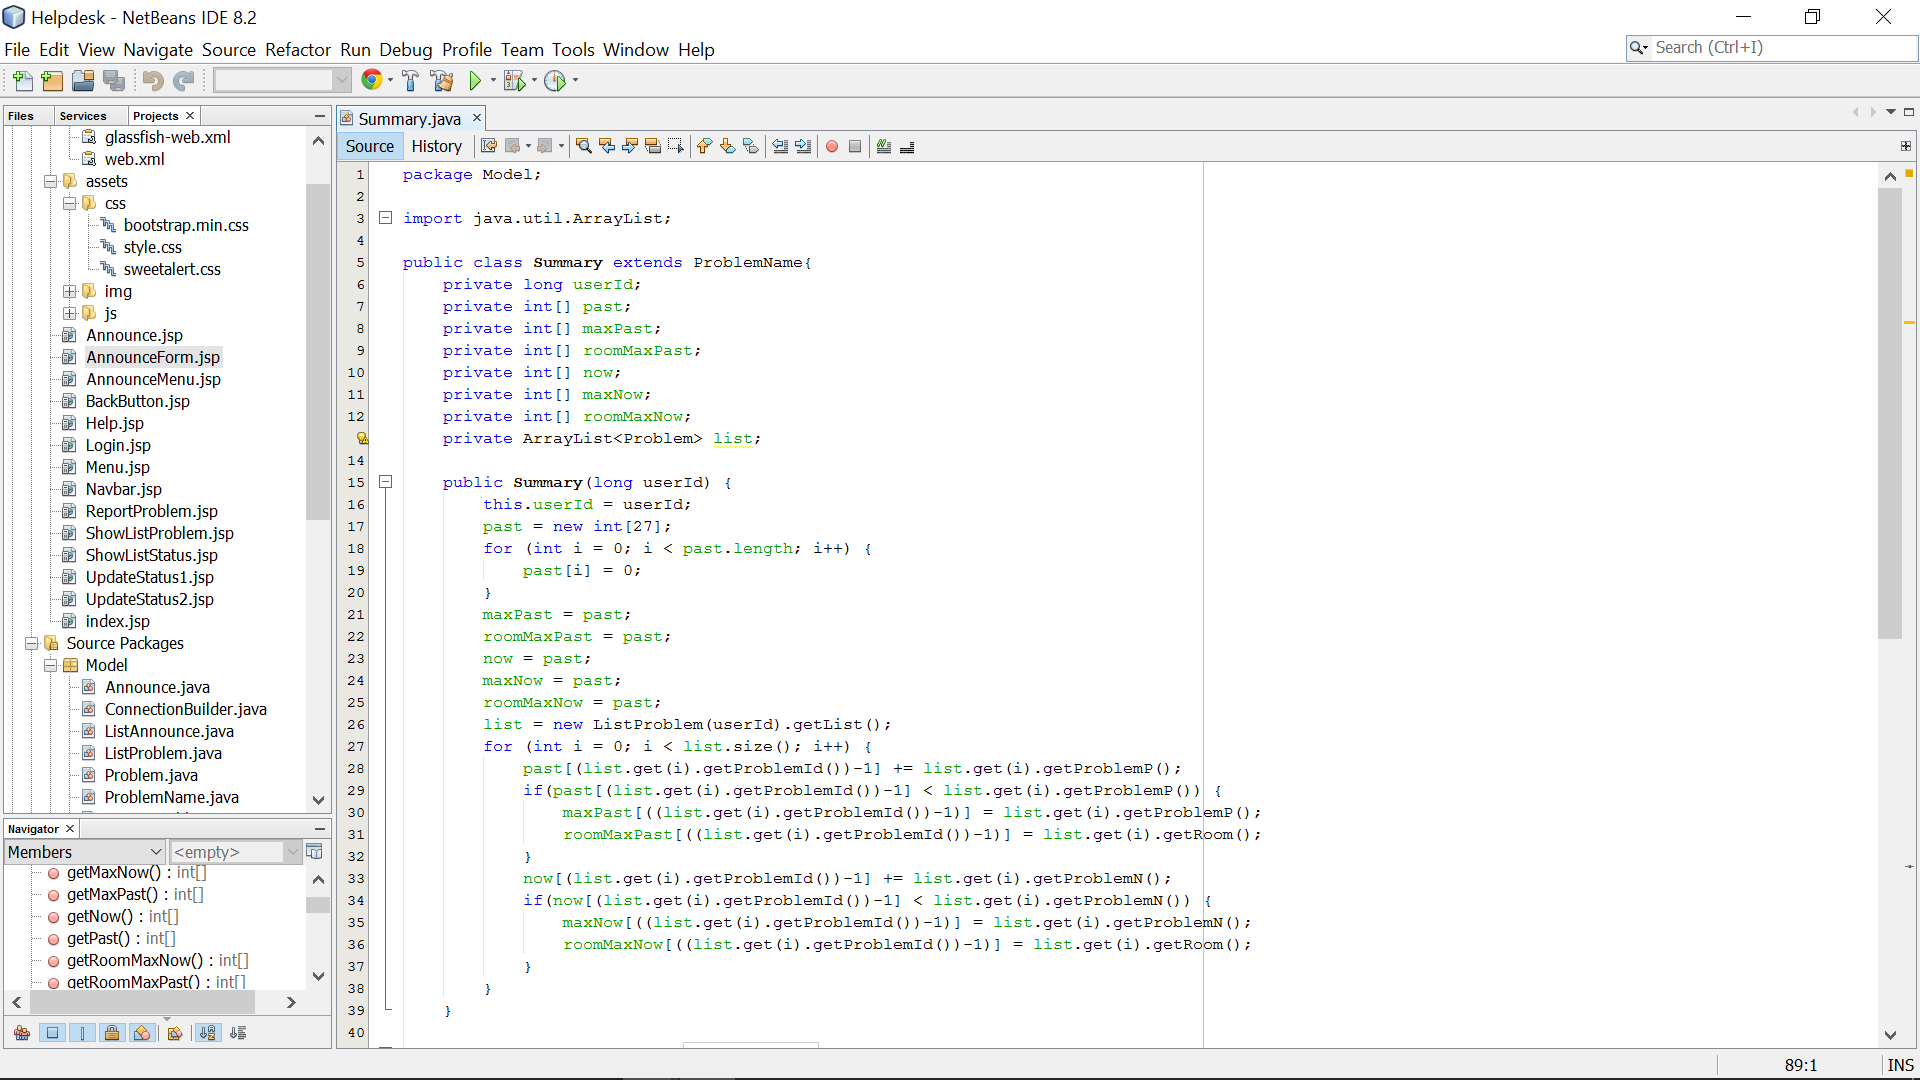 Helpdesk - NetBeans IDE 8.2
File Edit View Navigate Source Refactor Run Debug Profile Team Tools Window Help
Search (Ctrl+I)
Files Services Projects
glassfish-web.xml
web.xml
assets
css
bootstrap.min.css
style.css
sweetalert.css
img
js
Announce.jsp
AnnounceForm.jsp
AnnounceMenu.jsp
BackButton.jsp
Help.jsp
Login.jsp
Menu.jsp
Navbar.jsp
ReportProblem.jsp
ShowListProblem.jsp
ShowListStatus.jsp
UpdateStatus1.jsp
UpdateStatus2.jsp
index.jsp
Source Packages
Model
Announce.java
ConnectionBuilder.java
ListAnnounce.java
ListProblem.java
Problem.java
ProblemName.java
Navigator
Members <empty>
getMaxNow() : int[]
getMaxPast() : int[]
getNow() : int[]
getPast() : int[]
getRoomMaxNow() : int[]
getRoomMaxPast() : int[]
Summary.java
Source History
1 package Model;
2
3 import java.util.ArrayList;
4
5 public class Summary extends ProblemName{
6 private long userId;
7 private int[] past;
8 private int[] maxPast;
9 private int[] roomMaxPast;
10 private int[] now;
11 private int[] maxNow;
12 private int[] roomMaxNow;
private ArrayList<Problem> list;
14
15 public Summary(long userId) {
16 this.userId = userId;
17 past = new int[27];
18 for (int i = 0; i < past.length; i++) {
19 past[i] = 0;
20 }
21 maxPast = past;
22 roomMaxPast = past;
23 now = past;
24 maxNow = past;
25 roomMaxNow = past;
26 list = new ListProblem(userId).getList();
27 for (int i = 0; i < list.size(); i++) {
28 past[(list.get(i).getProblemId())-1] += list.get(i).getProblemP();
29 if(past[(list.get(i).getProblemId())-1] < list.get(i).getProblemP()) {
30 maxPast[((list.get(i).getProblemId())-1)] = list.get(i).getProblemP();
31 roomMaxPast[((list.get(i).getProblemId())-1)] = list.get(i).getRoom();
32 }
33 now[(list.get(i).getProblemId())-1] += list.get(i).getProblemN();
34 if(now[(list.get(i).getProblemId())-1] < list.get(i).getProblemN()) {
35 maxNow[((list.get(i).getProblemId())-1)] = list.get(i).getProblemN();
36 roomMaxNow[((list.get(i).getProblemId())-1)] = list.get(i).getRoom();
37 }
38 }
39 }
40
89:1 INS